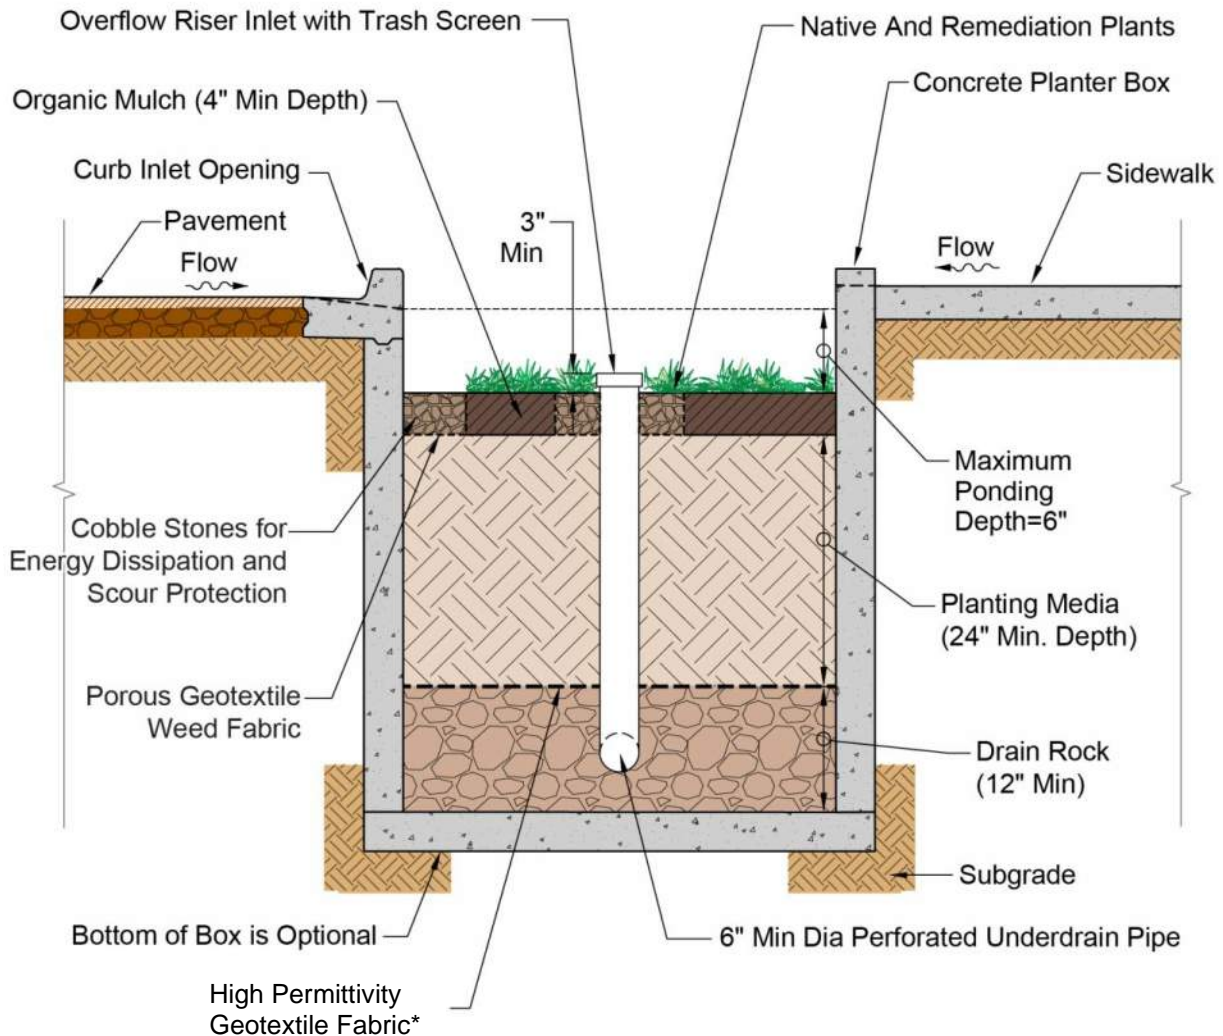 Overflow Riser Inlet with Trash Screen
Native And Remediation Plants
Concrete Planter Box
Organic Mulch (4" Min Depth)
Curb Inlet Opening
Sidewalk
Pavement
3"
Min
Flow
Flow
Maximum
Ponding
Depth=6"
Cobble Stones for
Energy Dissipation and
Scour Protection
Planting Media
(24" Min. Depth)
Porous Geotextile
Weed Fabric
Drain Rock
(12" Min)
Subgrade
Bottom of Box is Optional
6" Min Dia Perforated Underdrain Pipe
High Permittivity
Geotextile Fabric*